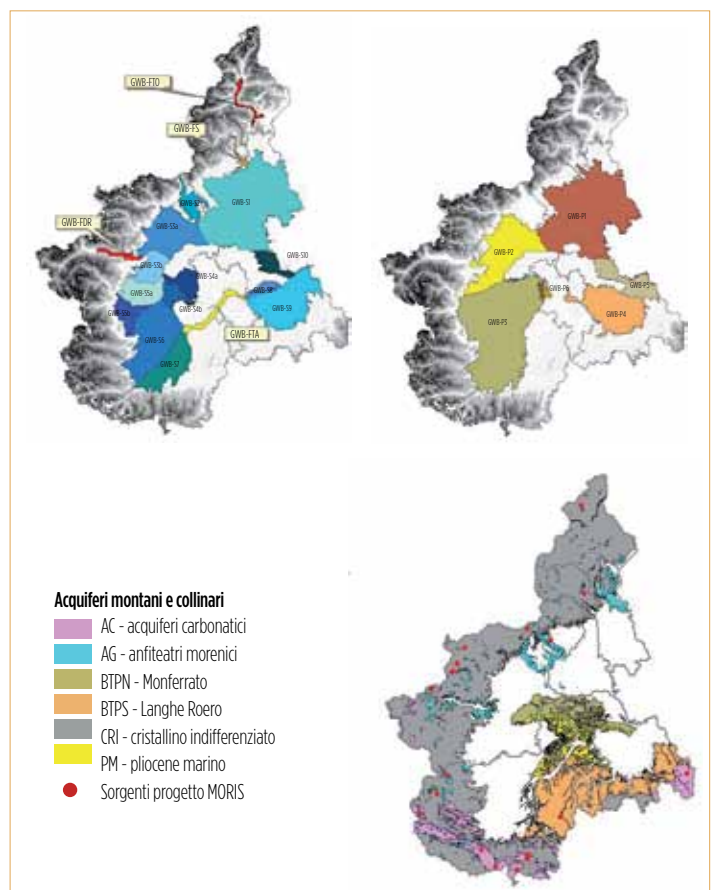 GWB-FTO
GWB-FS
GWB-S2
GWB-S1
GWB-S3a
GWB-FDR
GWB-S3b
GWB-S4a
GWB-S10
GWB-S5a
GWB-S8
GWB-S4b
GWB-S9
GWB-FTA
GWB-S6
GWB-S7
GWB-P1
GWB-P2
GWB-P6
GWB-P5
GWB-P4
GWB-P3
Acquiferi montani e collinari
AC - acquiferi carbonatici
AG - anfiteatri morenici
BTPN - Monferrato
BTPS - Langhe Roero
CRI - cristallino indifferenziato
PM - pliocene marino
Sorgenti progetto MORIS